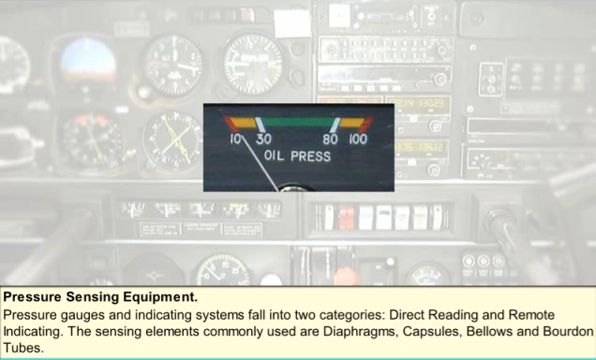 10 30 80 100
OIL PRESS
Pressure Sensing Equipment.
Pressure gauges and indicating systems fall into two categories: Direct Reading and Remote
Indicating. The sensing elements commonly used are Diaphragms, Capsules, Bellows and Bourdon
Tubes.